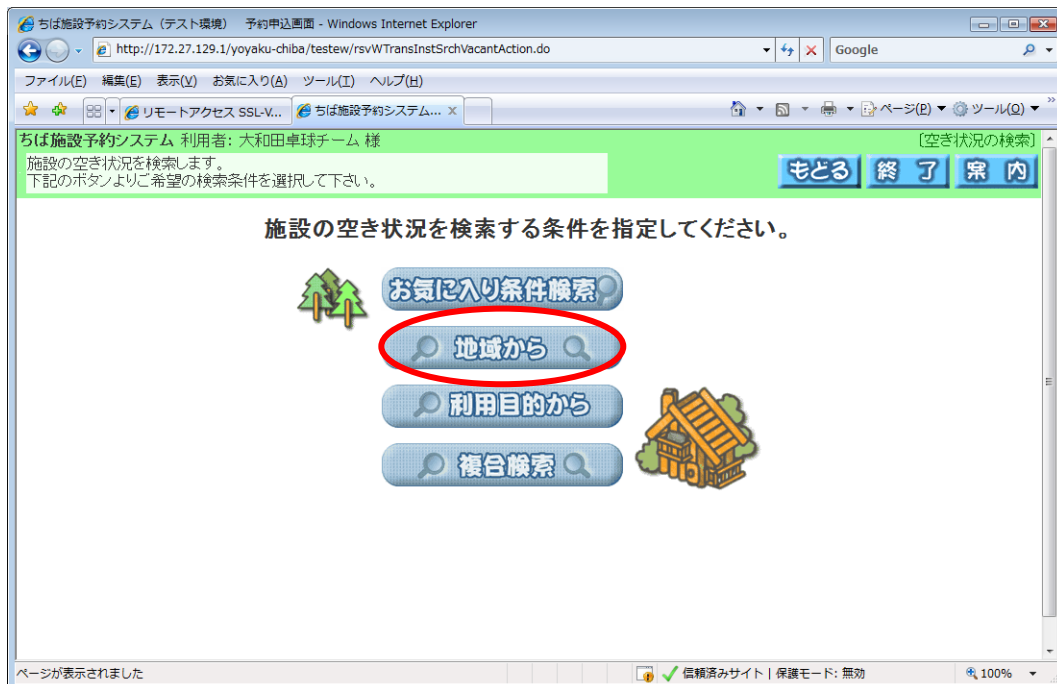 ちば施設予約システム（テスト環境）　予約申込画面 - Windows Internet Explorer
http://172.27.129.1/yoyaku-chiba/testew/rsvWTransInstSrchVacantAction.do
Google
ファイル(F) 編集(E) 表示(V) お気に入り(A) ツール(T) ヘルプ(H)
リモートアクセス SSL-V... ちば施設予約システム... X ページ(P) ツール(O) »
ちば施設予約システム 利用者: 大和田卓球チーム 様 [空き状況の検索]
施設の空き状況を検索します。
下記のボタンよりご希望の検索条件を選択して下さい。
もどる 終了 案内
施設の空き状況を検索する条件を指定してください。
お気に入り条件検索
地域から
利用目的から
複合検索
ページが表示されました 信頼済みサイト | 保護モード: 無効 100%